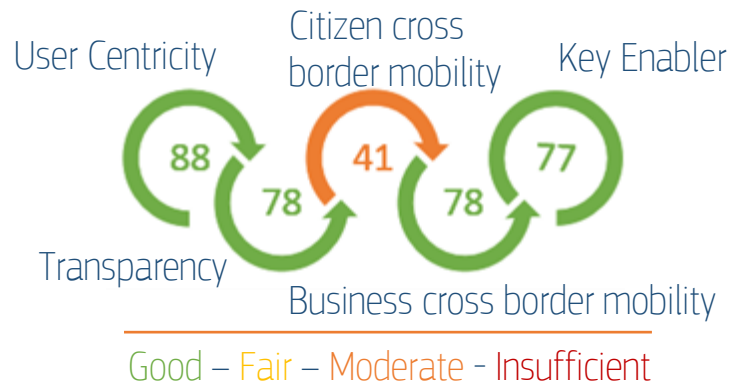 User Centricity
Citizen cross
border mobility
Key Enabler
88
78
41
78
77
Transparency
Business cross border mobility
Good – Fair – Moderate - Insufficient